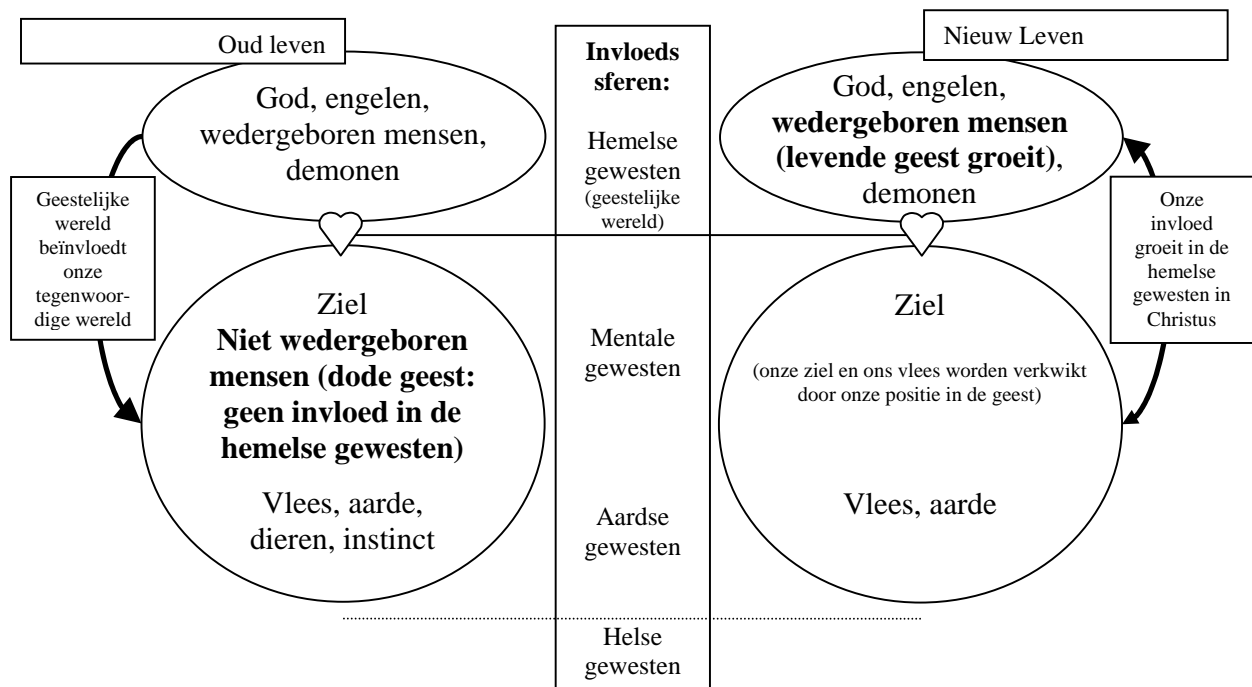 Oud leven
God, engelen,
wedergeboren mensen,
demonen
Geestelijke
wereld
beïnvloedt
onze
tegenwoor-
dige wereld
Ziel
Niet wedergeboren
mensen (dode geest:
geen invloed in de
hemelse gewesten)
Vlees, aarde,
dieren, instinct
Invloeds
sferen:
Hemelse
gewesten
(geestelijke
wereld)
Mentale
gewesten
Aardse
gewesten
Helse
gewesten
Nieuw Leven
God, engelen,
wedergeboren mensen
(levende geest groeit),
demonen
Onze
invloed
groeit in de
hemelse
gewesten in
Christus
Ziel
(onze ziel en ons vlees worden verkwikt
door onze positie in de geest)
Vlees, aarde